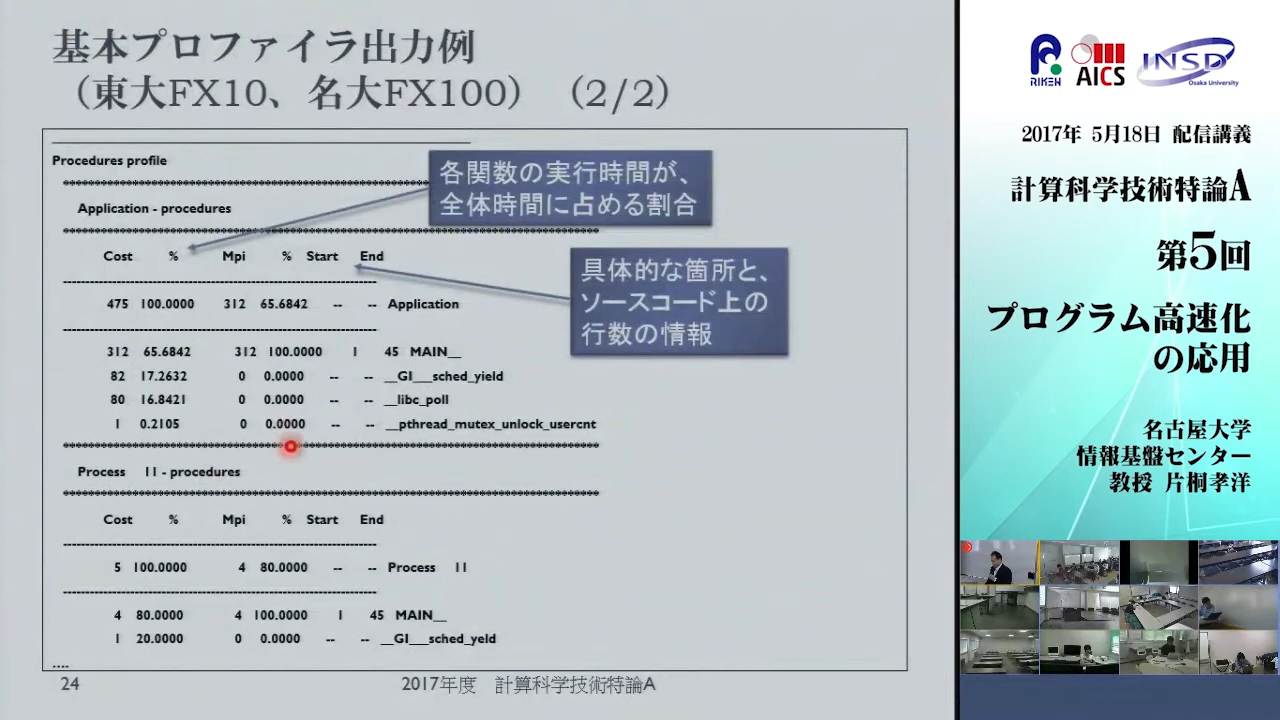 基本プロファイラ出力例
（東大FX10、名大FX100）（2/2）
Procedures profile
各関数の実行時間が、
全体時間に占める割合
Application - procedures
Cost % Mpi % Start End
具体的な箇所と、
ソースコード上の
行数の情報
475 100.0000 312 65.6842 -- -- Application
312 65.6842 312 100.0000 1 45 MAIN__
82 17.2632 0 0.0000 -- -- __GI___sched_yield
80 16.8421 0 0.0000 -- -- __libc_poll
1 0.2105 0 0.0000 -- -- __pthread_mutex_unlock_usercnt
Process 11 - procedures
Cost % Mpi % Start End
5 100.0000 4 80.0000 -- -- Process 11
4 80.0000 4 100.0000 1 45 MAIN__
1 20.0000 0 0.0000 -- -- __GI___sched_yeld
....
24
2017年度 計算科学技術特論A
RIKEN
AICS
INSD
Osaka University
2017年 5月18日 配信講義
計算科学技術特論A
第5回
プログラム高速化
の応用
名古屋大学
情報基盤センター
教授 片桐孝洋